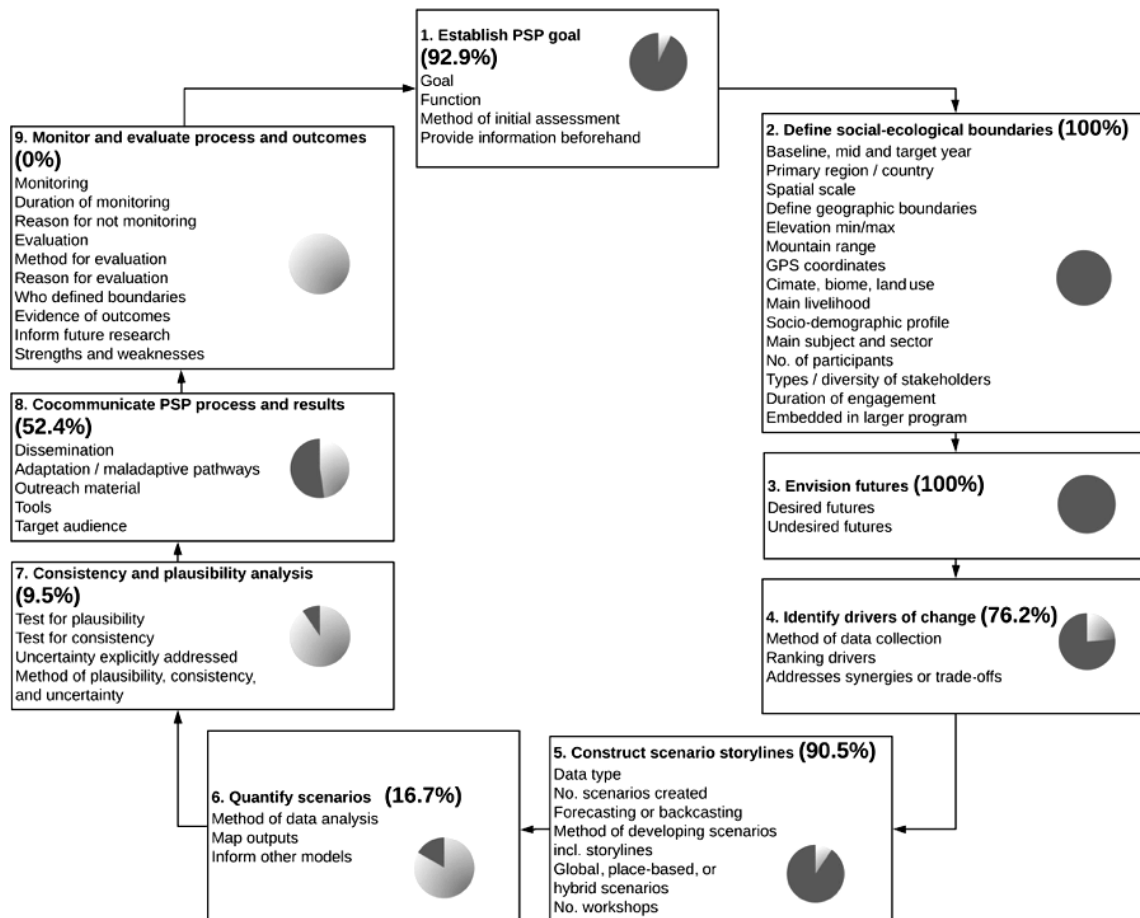 1. Establish PSP goal
(92.9%)
Goal
Function
Method of initial assessment
Provide information beforehand
2. Define social-ecological boundaries (100%)
Baseline, mid and target year
Primary region / country
Spatial scale
Define geographic boundaries
Elevation min/max
Mountain range
GPS coordinates
Cimate, biome, land use
Main livelihood
Socio-demographic profile
Main subject and sector
No. of participants
Types / diversity of stakeholders
Duration of engagement
Embedded in larger program
3. Envision futures (100%)
Desired futures
Undesired futures
4. Identify drivers of change (76.2%)
Method of data collection
Ranking drivers
Addresses synergies or trade-offs
5. Construct scenario storylines (90.5%)
Data type
No. scenarios created
Forecasting or backcasting
Method of developing scenarios
incl. storylines
Global, place-based, or
hybrid scenarios
No. workshops
6. Quantify scenarios (16.7%)
Method of data analysis
Map outputs
Inform other models
7. Consistency and plausibility analysis
(9.5%)
Test for plausibility
Test for consistency
Uncertainty explicitly addressed
Method of plausibility, consistency,
and uncertainty
8. Cocommunicate PSP process and results
(52.4%)
Dissemination
Adaptation / maladaptive pathways
Outreach material
Tools
Target audience
9. Monitor and evaluate process and outcomes
(0%)
Monitoring
Duration of monitoring
Reason for not monitoring
Evaluation
Method for evaluation
Reason for evaluation
Who defined boundaries
Evidence of outcomes
Inform future research
Strengths and weaknesses